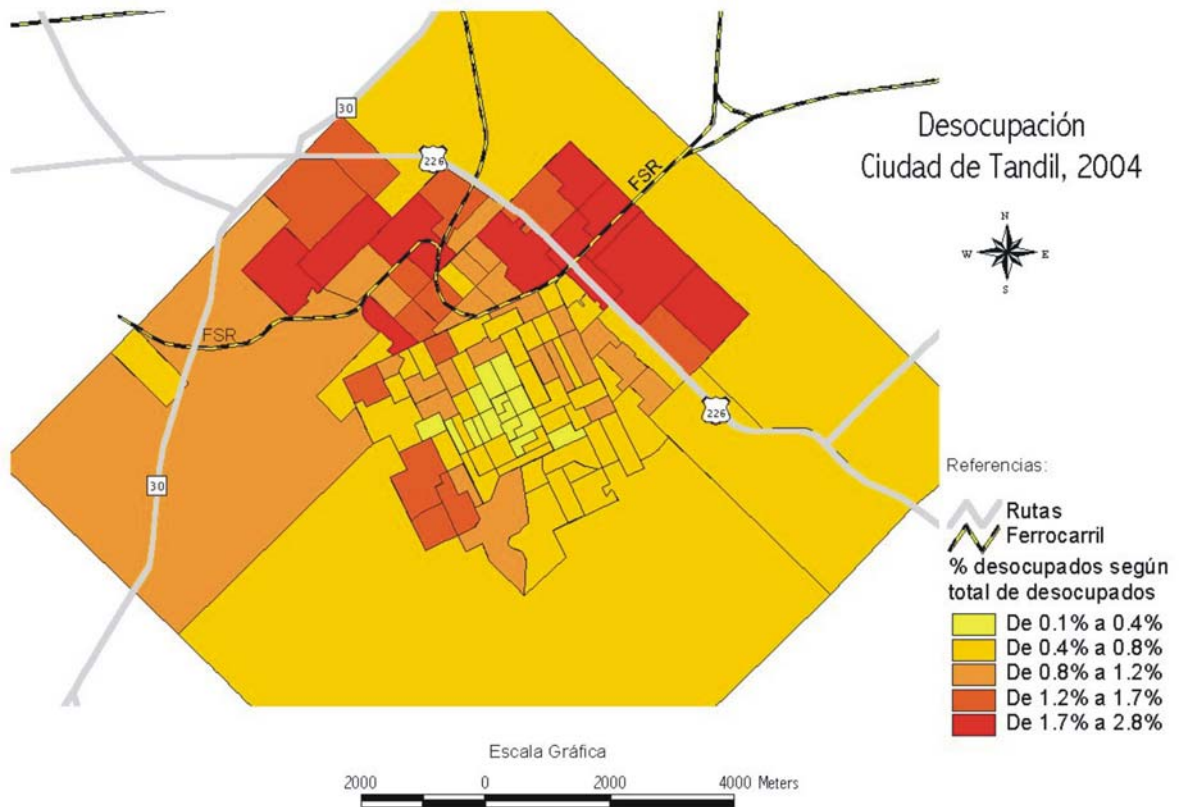 Desocupación
Ciudad de Tandil, 2004
N
W E
S
30
226
FSR
FSR
226
30
Referencias:
Rutas
Ferrocarril
% desocupados según
total de desocupados
De 0.1% a 0.4%
De 0.4% a 0.8%
De 0.8% a 1.2%
De 1.2% a 1.7%
De 1.7% a 2.8%
Escala Gráfica
2000 0 2000 4000 Meters